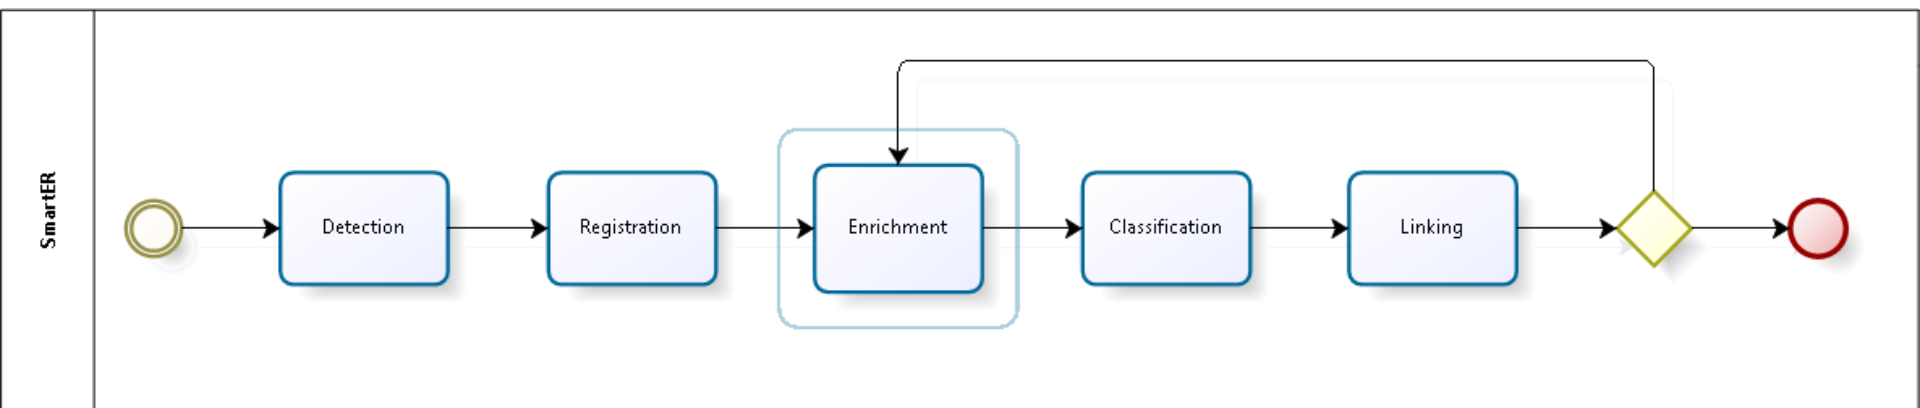 SmartER
Detection
Registration
Enrichment
Classification
Linking